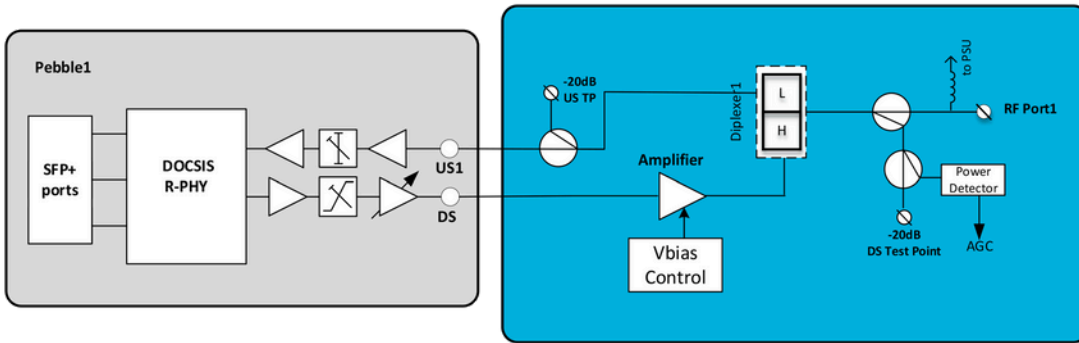 Pebble1
SFP+
ports
DOCSIS
R-PHY
US1
DS
-20dB
US TP
Amplifier
Vbias
Control
Diplexer1
L
H
to PSU
RF Port1
Power
Detector
AGC
-20dB
DS Test Point